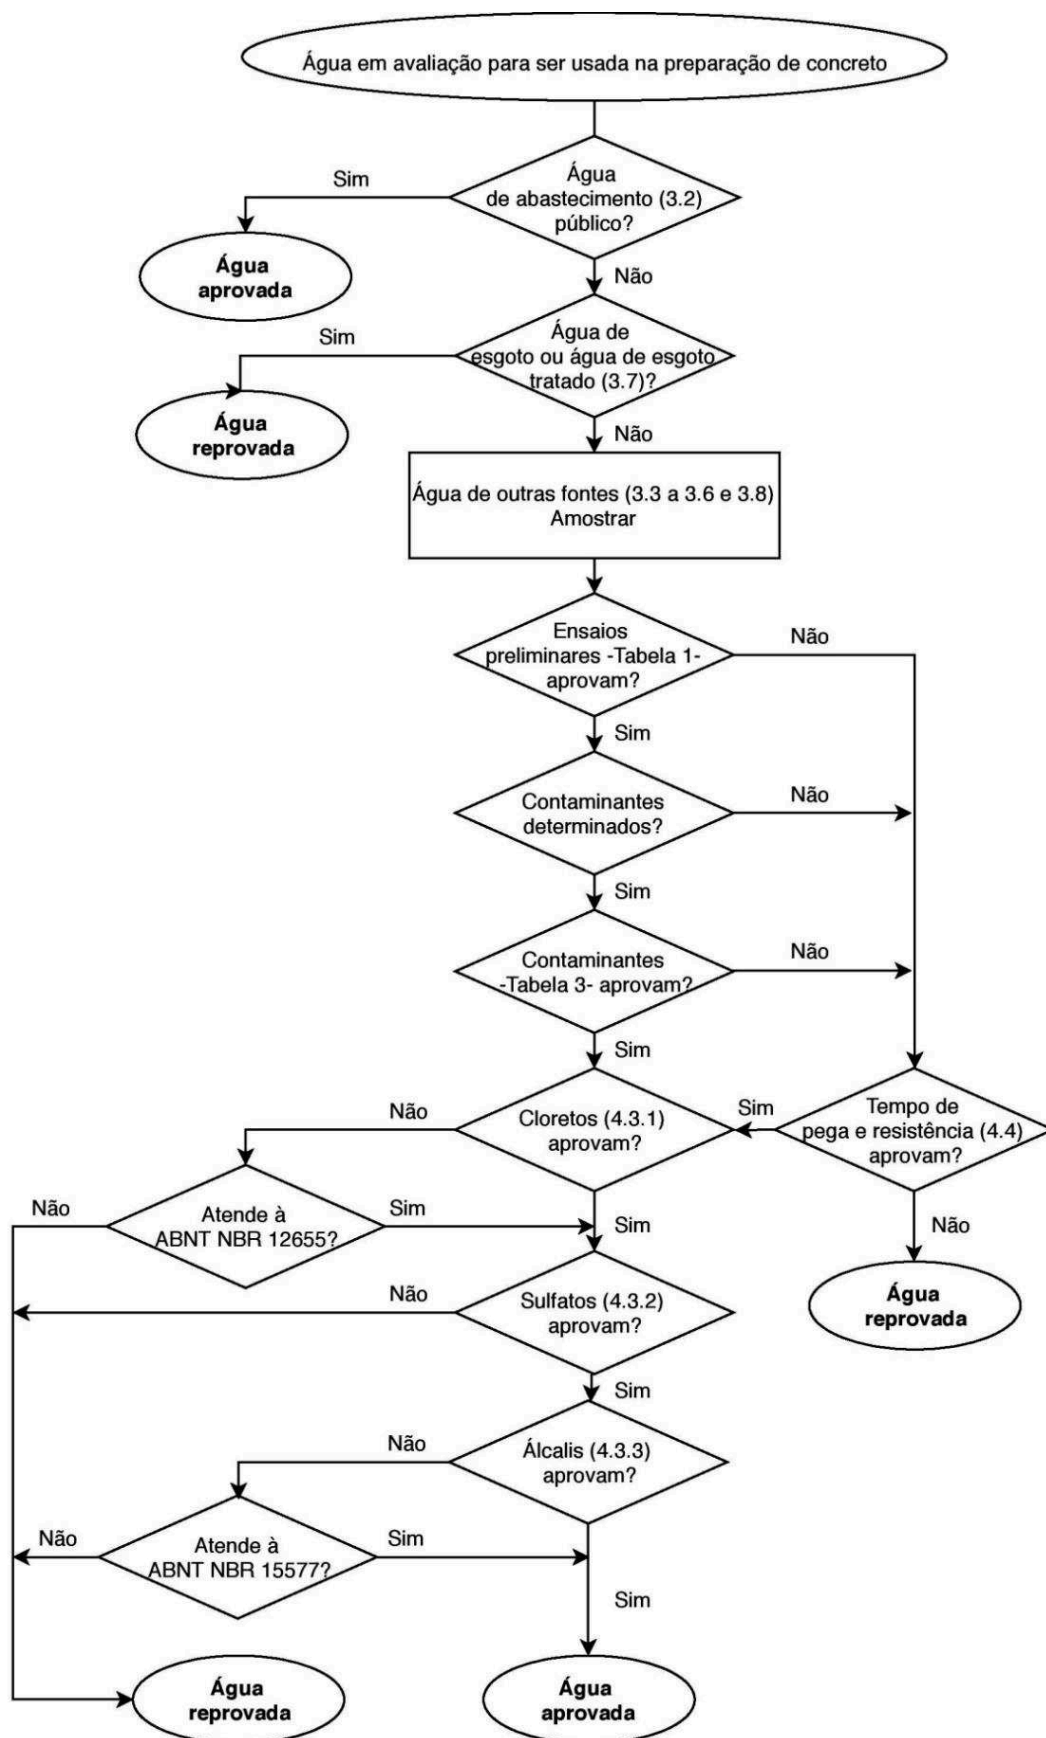 Água em avaliação para ser usada na preparação de concreto
Água
de abastecimento (3.2)
público?
Sim
Água
aprovada
Não
Água de
esgoto ou água de esgoto
tratado (3.7)?
Sim
Água
reprovada
Não
Água de outras fontes (3.3 a 3.6 e 3.8)
Amostrar
Ensaios
preliminares -Tabela 1-
aprovam?
Não
Sim
Contaminantes
determinados?
Não
Sim
Contaminantes
-Tabela 3- aprovam?
Não
Sim
Cloretos (4.3.1)
aprovam?
Não
Sim
Tempo de
pega e resistência (4.4)
aprovam?
Não
Água
reprovada
Atende à
ABNT NBR 12655?
Não
Sim
Sim
Sulfatos (4.3.2)
aprovam?
Não
Sim
Álcalis (4.3.3)
aprovam?
Não
Atende à
ABNT NBR 15577?
Não
Sim
Sim
Água
reprovada
Água
aprovada